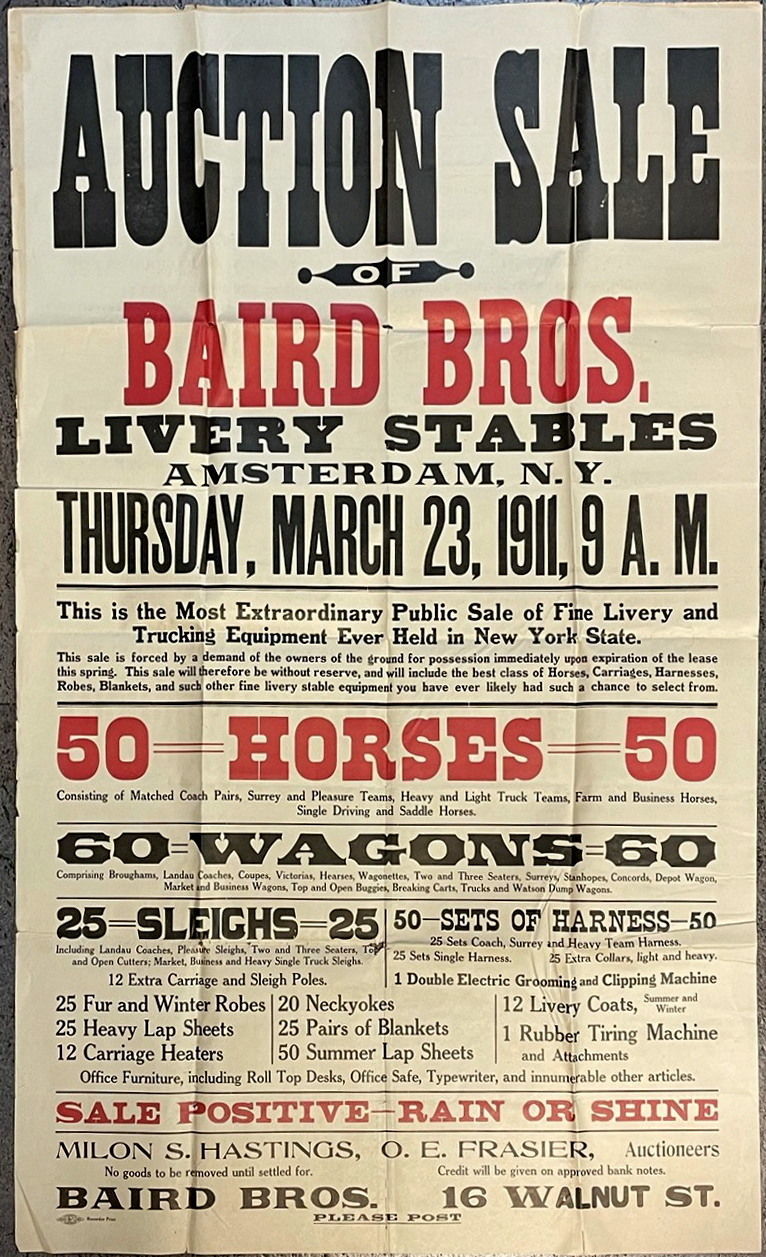 AUCTION SALE
OF
BAIRD BROS.
LIVERY STABLES
AMSTERDAM, N. Y.
THURSDAY, MARCH 23, 1911, 9 A. M.
This is the Most Extraordinary Public Sale of Fine Livery and
Trucking Equipment Ever Held in New York State.
This sale is forced by a demand of the owners of the ground for possession immediately upon expiration of the lease
this spring. This sale will therefore be without reserve, and will include the best class of Horses, Carriages, Harnesses,
Robes, Blankets, and such other fine livery stable equipment you have ever likely had such a chance to select from.
50—HORSES—50
Consisting of Matched Coach Pairs, Surrey and Pleasure Teams, Heavy and Light Truck Teams, Farm and Business Horses,
Single Driving and Saddle Horses.
60=WAGONS=60
Comprising Broughams, Landau Coaches, Coupes, Victorias, Hearses, Wagonettes, Two and Three Seaters, Surreys, Stanhopes, Concords, Depot Wagon,
Market and Business Wagons, Top and Open Buggies, Breaking Carts, Trucks and Watson Dump Wagons.
25—SLEIGHS—25
Including Landau Coaches, Pleasure Sleighs, Two and Three Seaters, Top
and Open Cutters; Market, Business and Heavy Single Truck Sleighs.
12 Extra Carriage and Sleigh Poles.
50—SETS OF HARNESS—50
25 Sets Coach, Surrey and Heavy Team Harness.
25 Sets Single Harness. 25 Extra Collars, light and heavy.
1 Double Electric Grooming and Clipping Machine
25 Fur and Winter Robes
25 Heavy Lap Sheets
12 Carriage Heaters
20 Neckyokes
25 Pairs of Blankets
50 Summer Lap Sheets
12 Livery Coats, Summer and Winter
1 Rubber Tiring Machine
and Attachments
Office Furniture, including Roll Top Desks, Office Safe, Typewriter, and innumerable other articles.
SALE POSITIVE—RAIN OR SHINE
MILON S. HASTINGS, O. E. FRASIER, Auctioneers
No goods to be removed until settled for. Credit will be given on approved bank notes.
BAIRD BROS. 16 WALNUT ST.
Recorder Print
PLEASE POST